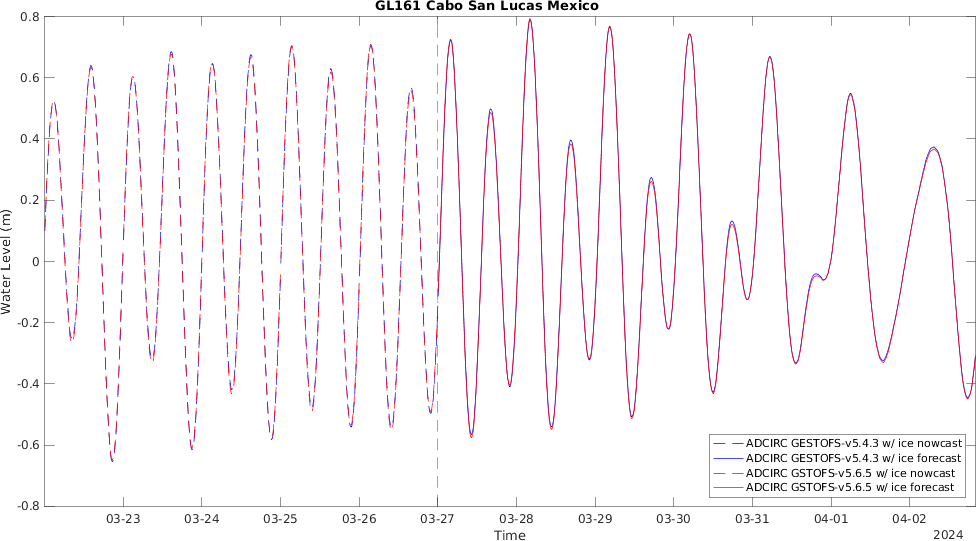 GL161 Cabo San Lucas Mexico
0.8
0.6
0.4
0.2
0
-0.2
-0.4
-0.6
-0.8
Water Level (m)
ADCIRC GESTOFS-v5.4.3 w/ ice nowcast
ADCIRC GESTOFS-v5.4.3 w/ ice forecast
ADCIRC GSTOFS-v5.6.5 w/ ice nowcast
ADCIRC GSTOFS-v5.6.5 w/ ice forecast
03-23 03-24 03-25 03-26 03-27 03-28 03-29 03-30 03-31 04-01 04-02
Time
2024